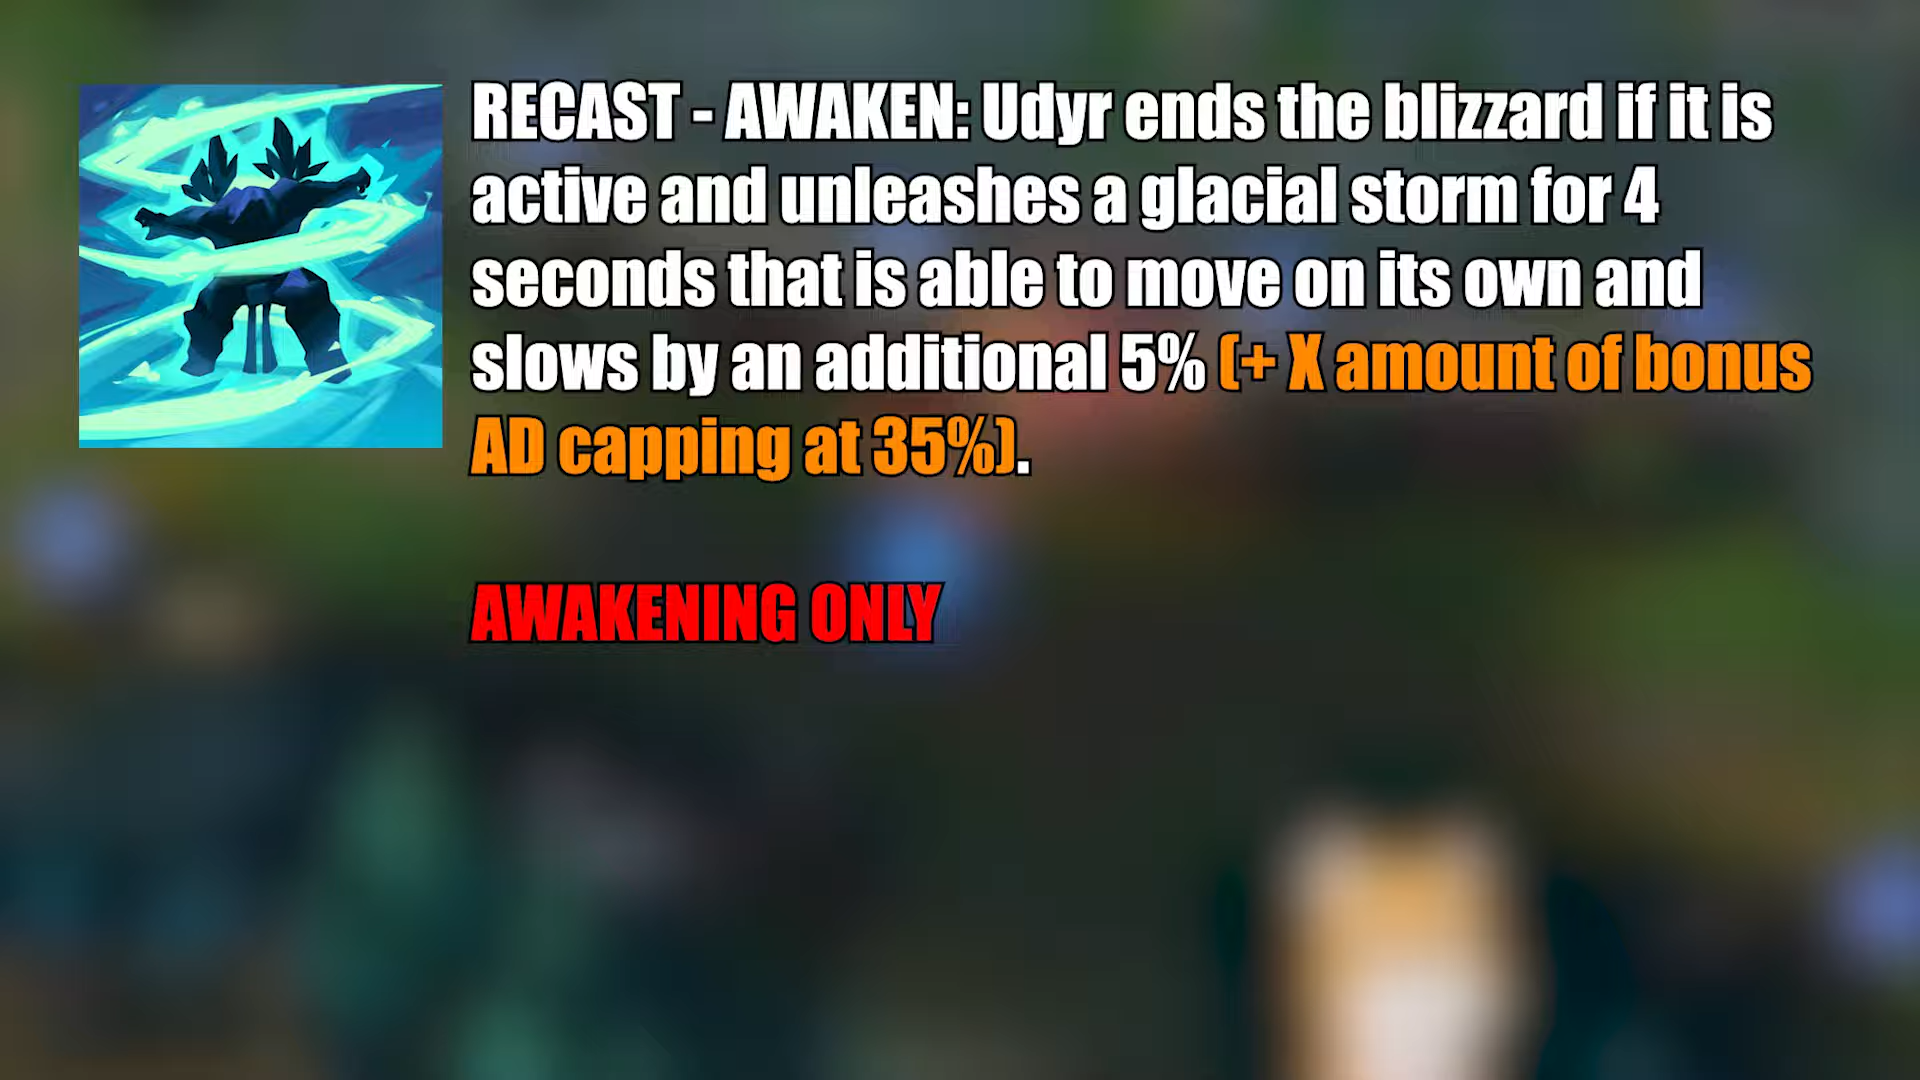 RECAST - AWAKEN: Udyr ends the blizzard if it is
active and unleashes a glacial storm for 4
seconds that is able to move on its own and
slows by an additional 5% (+ X amount of bonus
AD capping at 35%).
AWAKENING ONLY